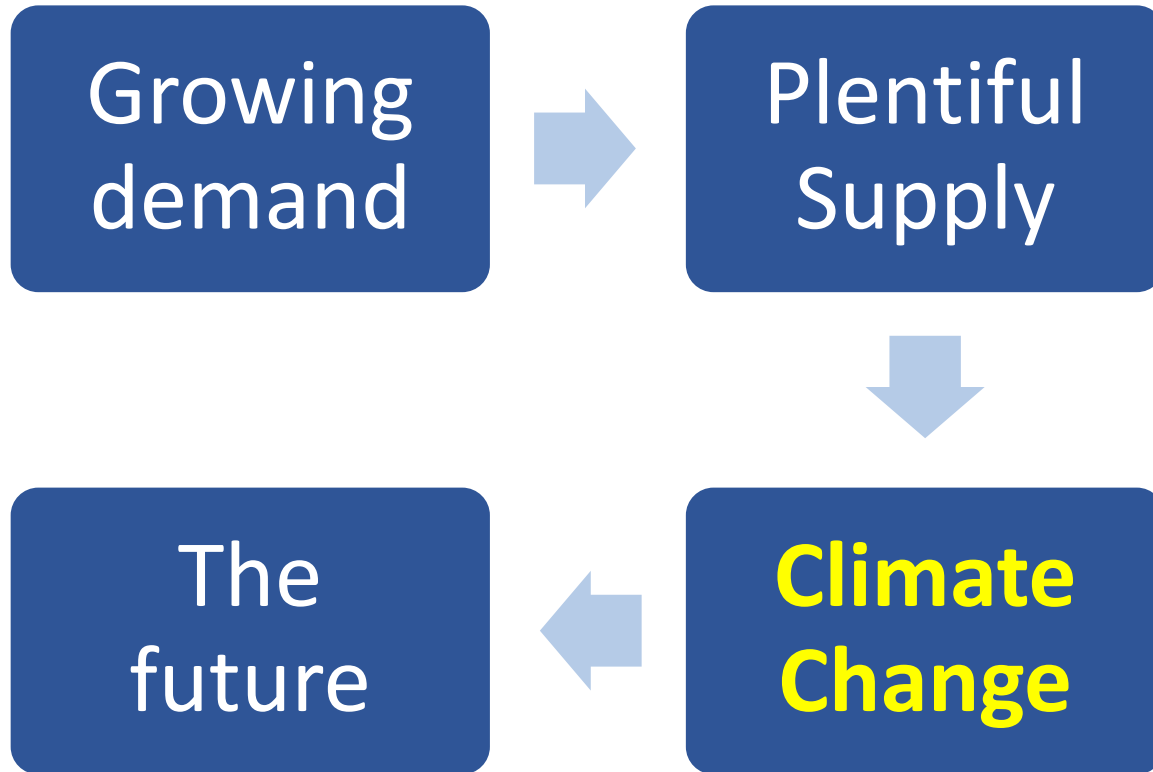 Growing
demand
Plentiful
Supply
Climate
Change
The
future